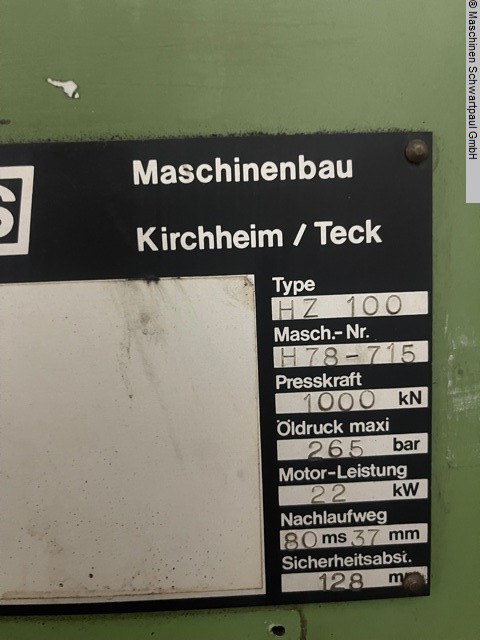 © Maschinen Schwartpaul GmbH
S
Maschinenbau
Kirchheim / Teck
Type
HZ 100
Masch.-Nr.
H78-715
Presskraft
1000 kN
Öldruck maxi
265 bar
Motor-Leistung
22 kW
Nachlaufweg
80 ms 37 mm
Sicherheitsabst.
128